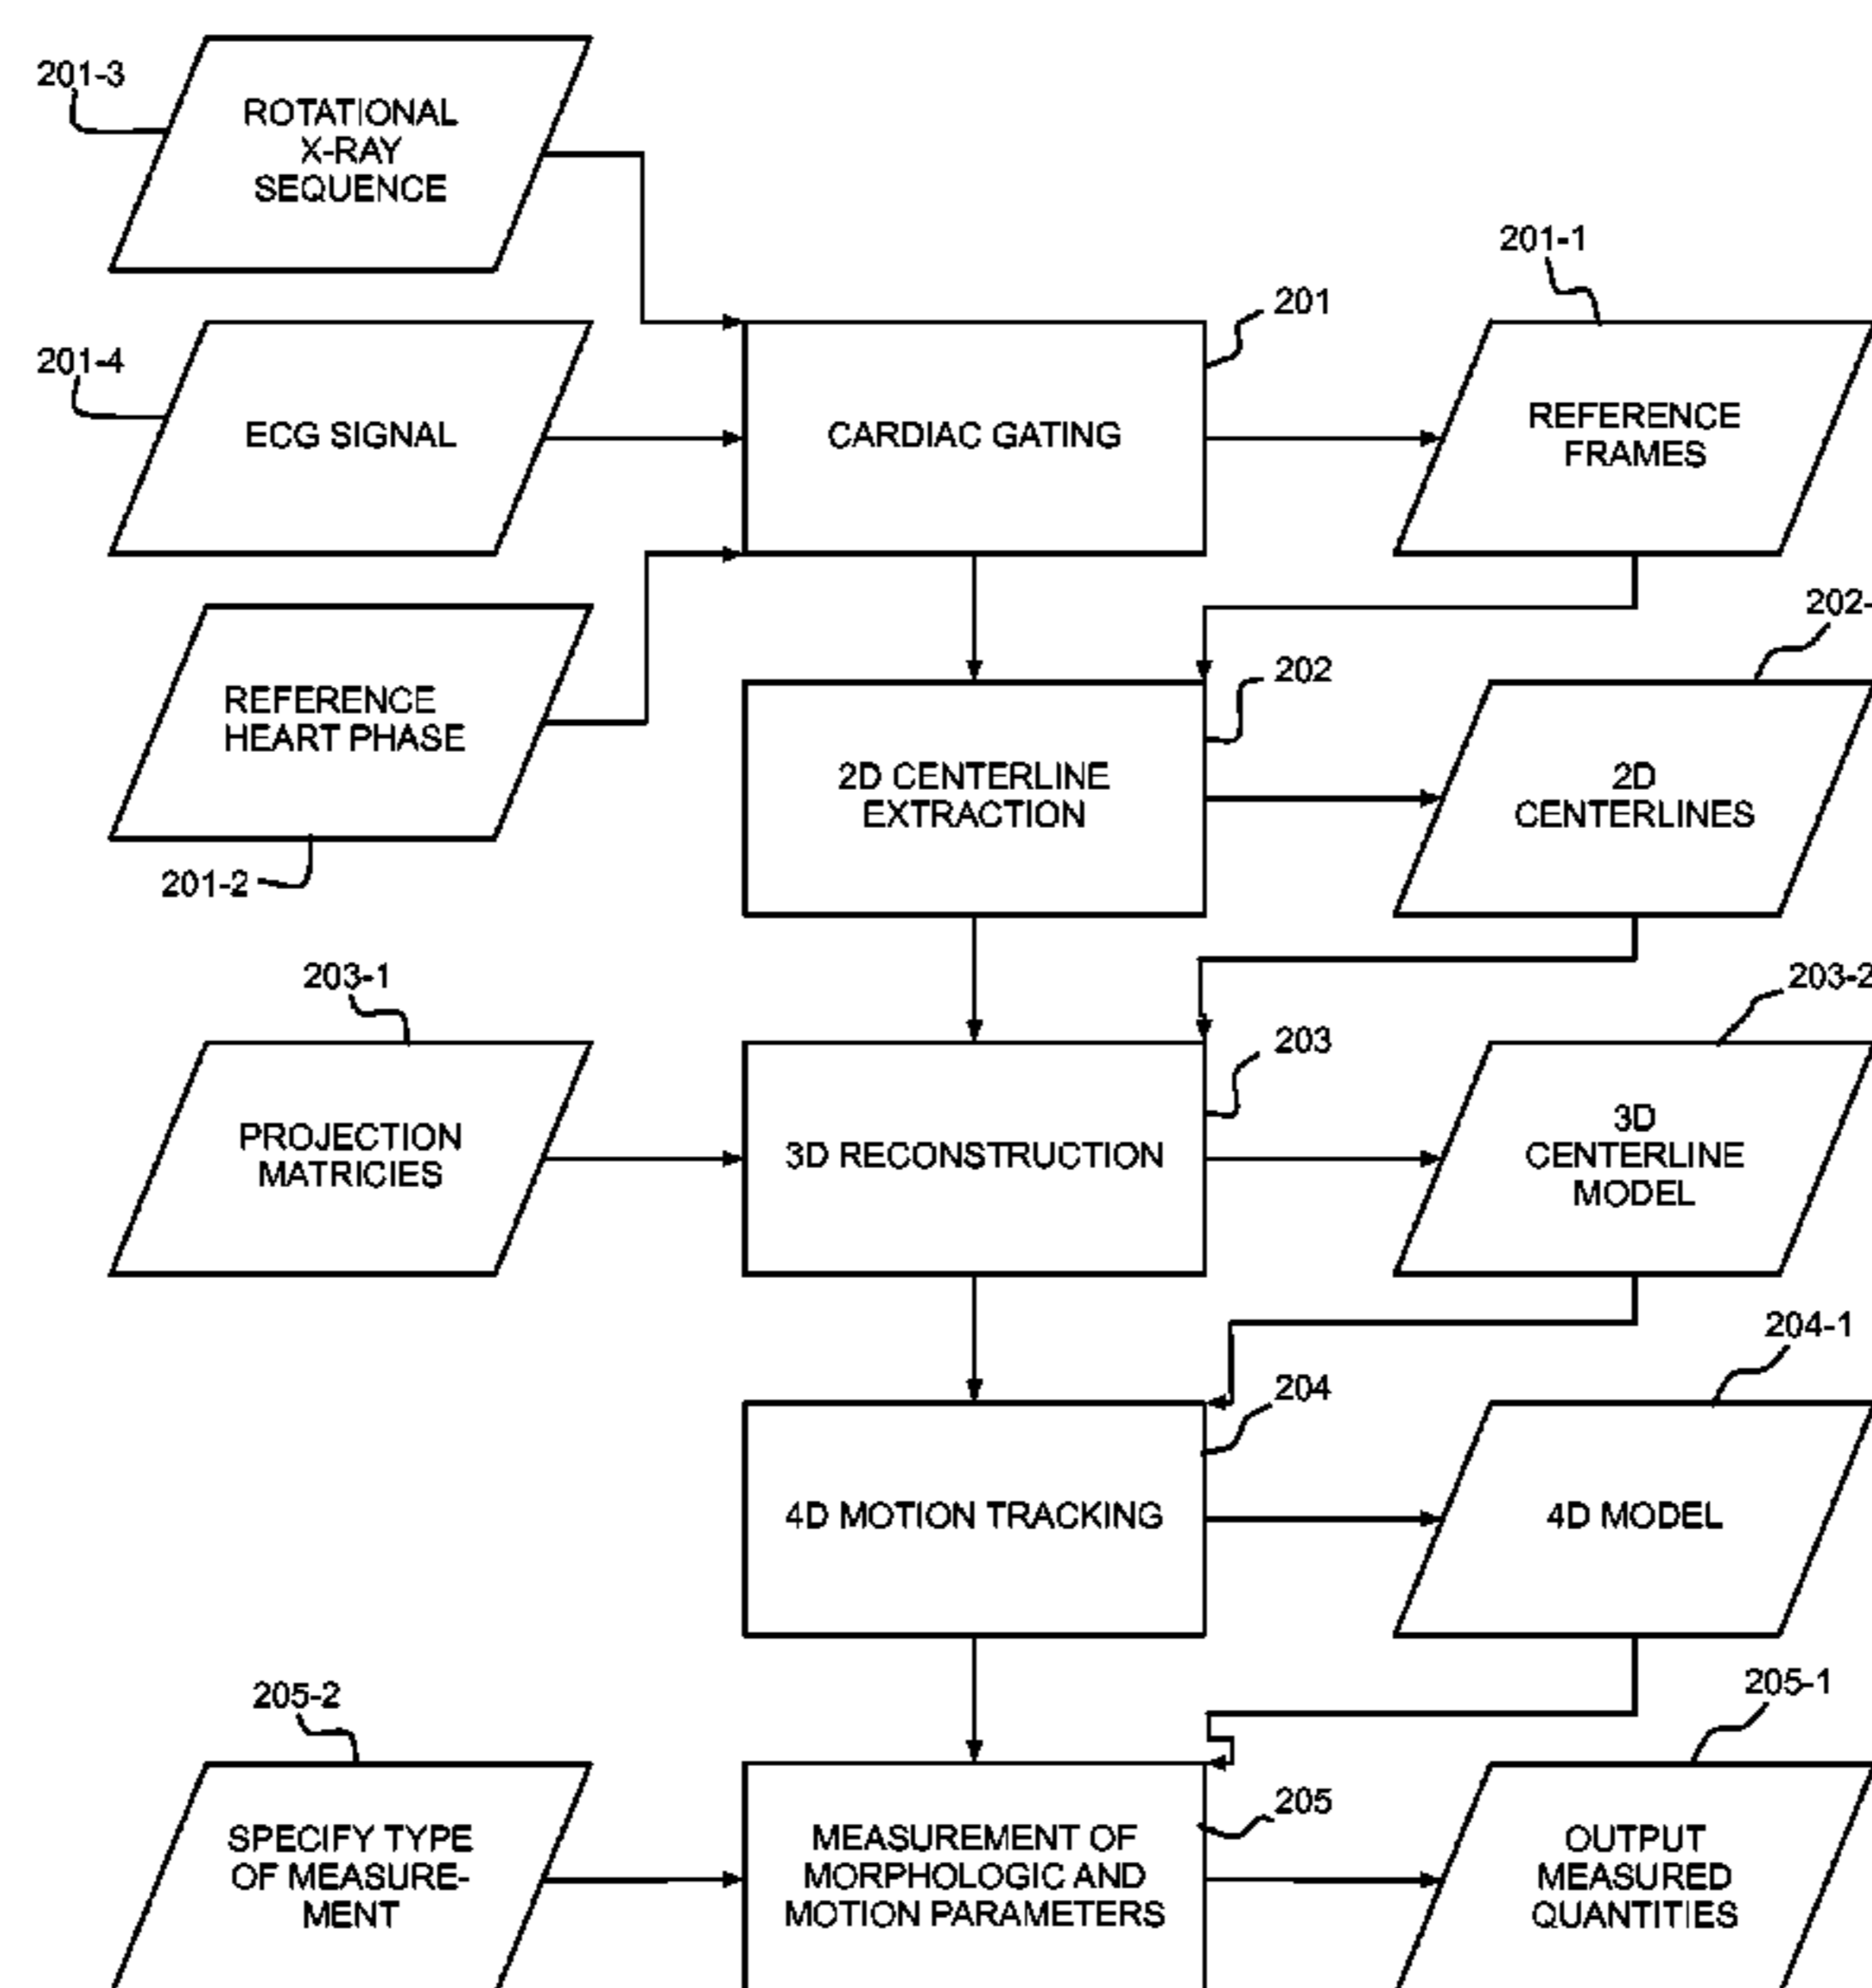 201-3
ROTATIONAL
X-RAY
SEQUENCE
201-1
201
201-4
ECG SIGNAL
CARDIAC GATING
REFERENCE
FRAMES
202-
202
REFERENCE
HEART PHASE
201-2
2D CENTERLINE
EXTRACTION
2D
CENTERLINES
203-1
203-2
203
PROJECTION
MATRICIES
3D RECONSTRUCTION
3D
CENTERLINE
MODEL
204-1
204
4D MOTION TRACKING
4D MODEL
205-2
205-1
205
SPECIFY TYPE
OF MEASURE-
MENT
MEASUREMENT OF
MORPHOLOGIC AND
MOTION PARAMETERS
OUTPUT
MEASURED
QUANTITIES